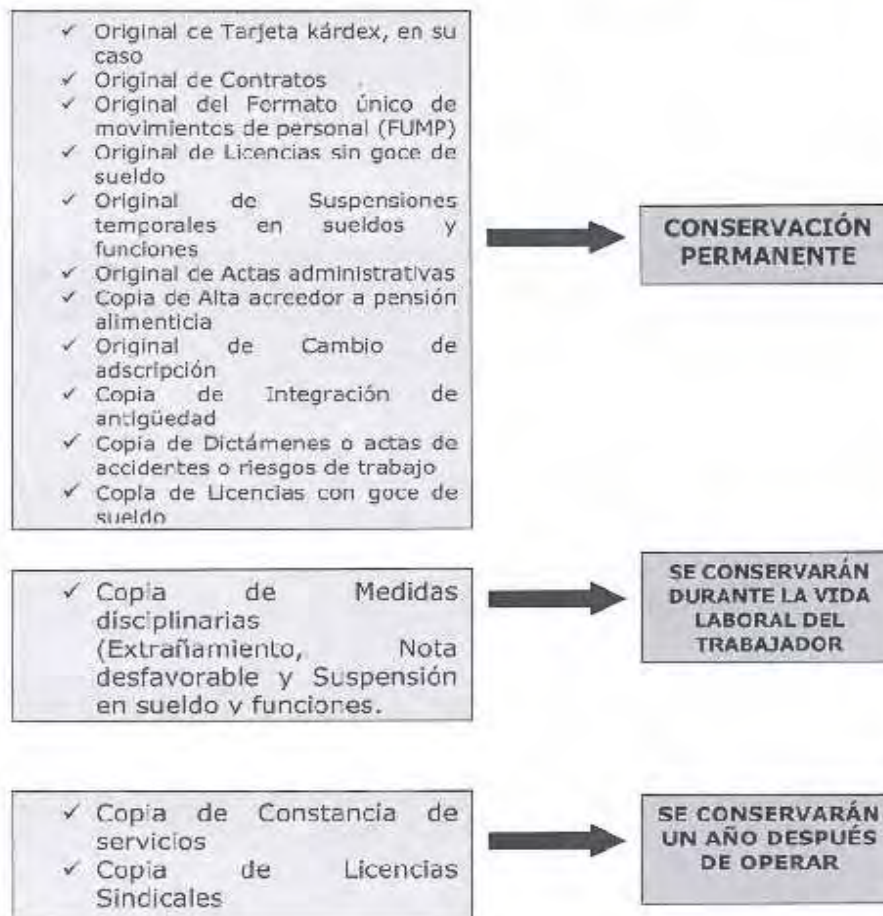 ✓ Original de Tarjeta kárdex, en su
caso
✓ Original de Contratos
✓ Original del Formato único de
movimientos de personal (FUMP)
✓ Original de Licencias sin goce de
sueldo
✓ Original de Suspensiones
temporales en sueldos y
funciones
✓ Original de Actas administrativas
✓ Copia de Alta acreedor a pensión
alimenticia
✓ Original de Cambio de
adscripción
✓ Copia de Integración de
antigüedad
✓ Copia de Dictámenes o actas de
accidentes o riesgos de trabajo
✓ Copia de Licencias con goce de
sueldo
CONSERVACIÓN
PERMANENTE
✓ Copia de Medidas
disciplinarias
(Extrañamiento, Nota
desfavorable y Suspensión
en sueldo y funciones.
SE CONSERVARÁN
DURANTE LA VIDA
LABORAL DEL
TRABAJADOR
✓ Copia de Constancia de
servicios
✓ Copia de Licencias
Sindicales
SE CONSERVARÁN
UN AÑO DESPUÉS
DE OPERAR